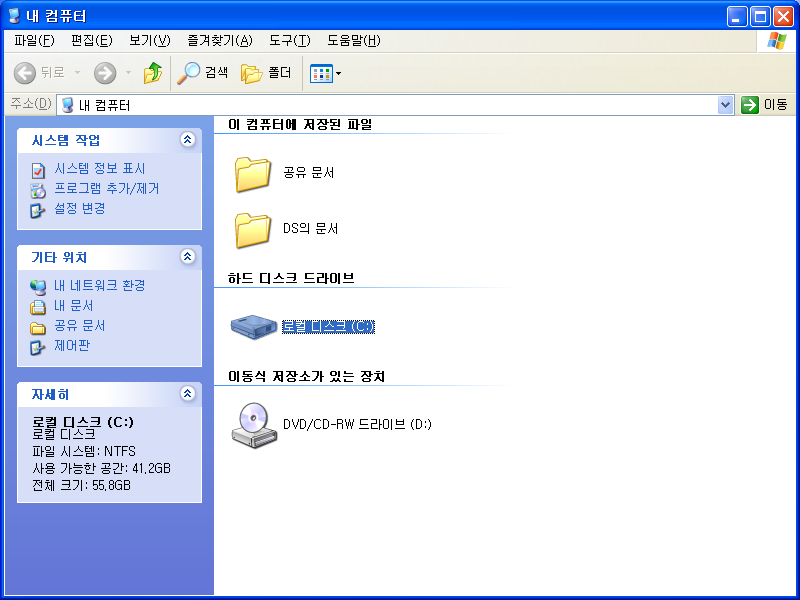 내 컴퓨터
파일(F) 편집(E) 보기(V) 즐겨찾기(A) 도구(T) 도움말(H)
뒤로 검색 폴더
주소(D) 내 컴퓨터 이동
시스템 작업
시스템 정보 표시
프로그램 추가/제거
설정 변경
기타 위치
내 네트워크 환경
내 문서
공유 문서
제어판
자세히
로컬 디스크 (C:)
로컬 디스크
파일 시스템: NTFS
사용 가능한 공간: 41.2GB
전체 크기: 55.8GB
이 컴퓨터에 저장된 파일
공유 문서
DS의 문서
하드 디스크 드라이브
로컬 디스크 (C:)
이동식 저장소가 있는 장치
DVD/CD-RW 드라이브 (D:)